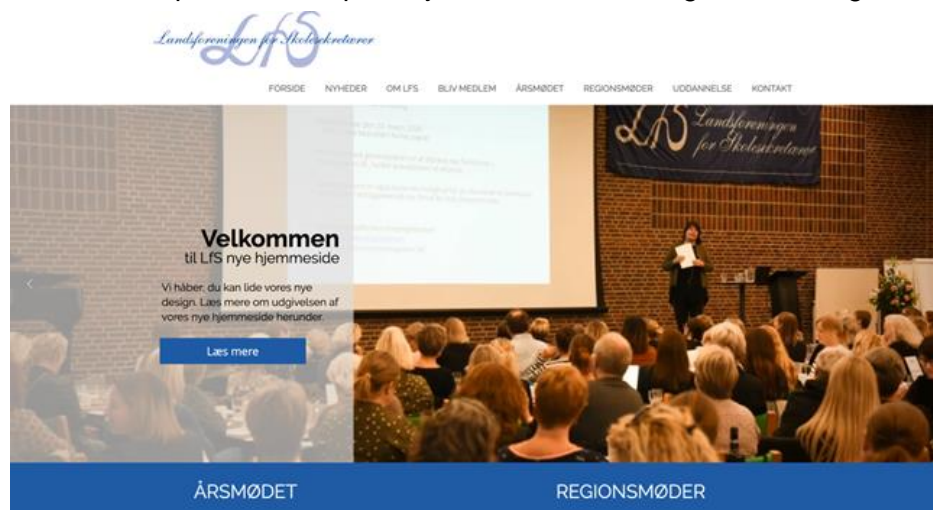 Landsforeningen for Skolesekretærer
LfS
FORSIDE NYHEDER OM LFS BLIV MEDLEM ÅRSMØDET REGIONSMØDER UDDANNELSE KONTAKT
LfS Landsforeningen
for Skolesekretærer
Velkommen
til LfS nye hjemmeside
Vi håber, du kan lide vores nye
design. Læs mere om udgivelsen af
vores nye hjemmeside herunder.
Læs mere
ÅRSMØDET REGIONSMØDER